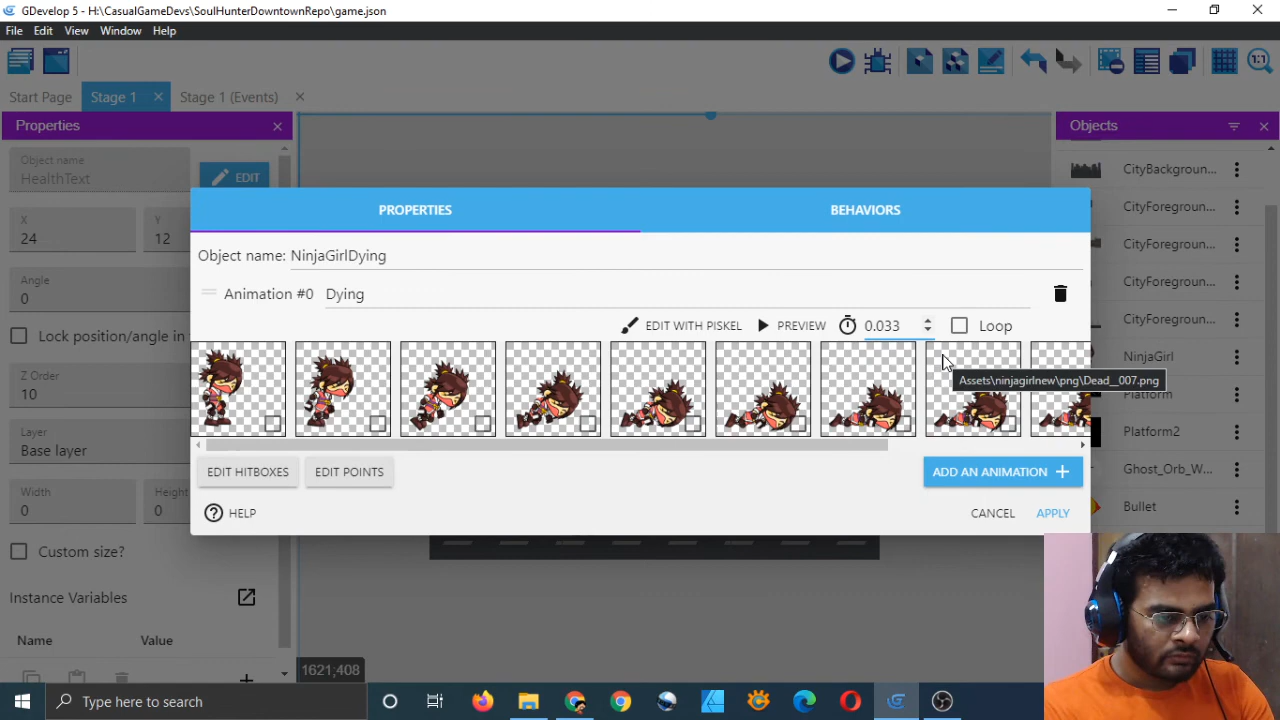 GDevelop 5 - H:\CasualGameDevs\SoulHunterDowntownRepo\game.json
File Edit View Window Help
1:1
Start Page Stage 1 Stage 1 (Events)
Properties
Objects
Object name
HealthText
EDIT
X
24
Y
12
Angle
0
Lock position/angle in
Z Order
10
Layer
Base layer
Width
0
Height
0
Custom size?
Instance Variables
Name Value
PROPERTIES BEHAVIORS
Object name: NinjaGirlDying
Animation #0 Dying
EDIT WITH PISKEL PREVIEW 0.033 Loop
Assets\ninjagirlnew\png\Dead__007.png
EDIT HITBOXES EDIT POINTS
ADD AN ANIMATION
HELP
CANCEL APPLY
1621;408
CityBackgroun...
CityForegroun...
CityForegroun...
CityForegroun...
CityForegroun...
NinjaGirl
Platform
Platform2
Ghost_Orb_W...
Bullet
Type here to search